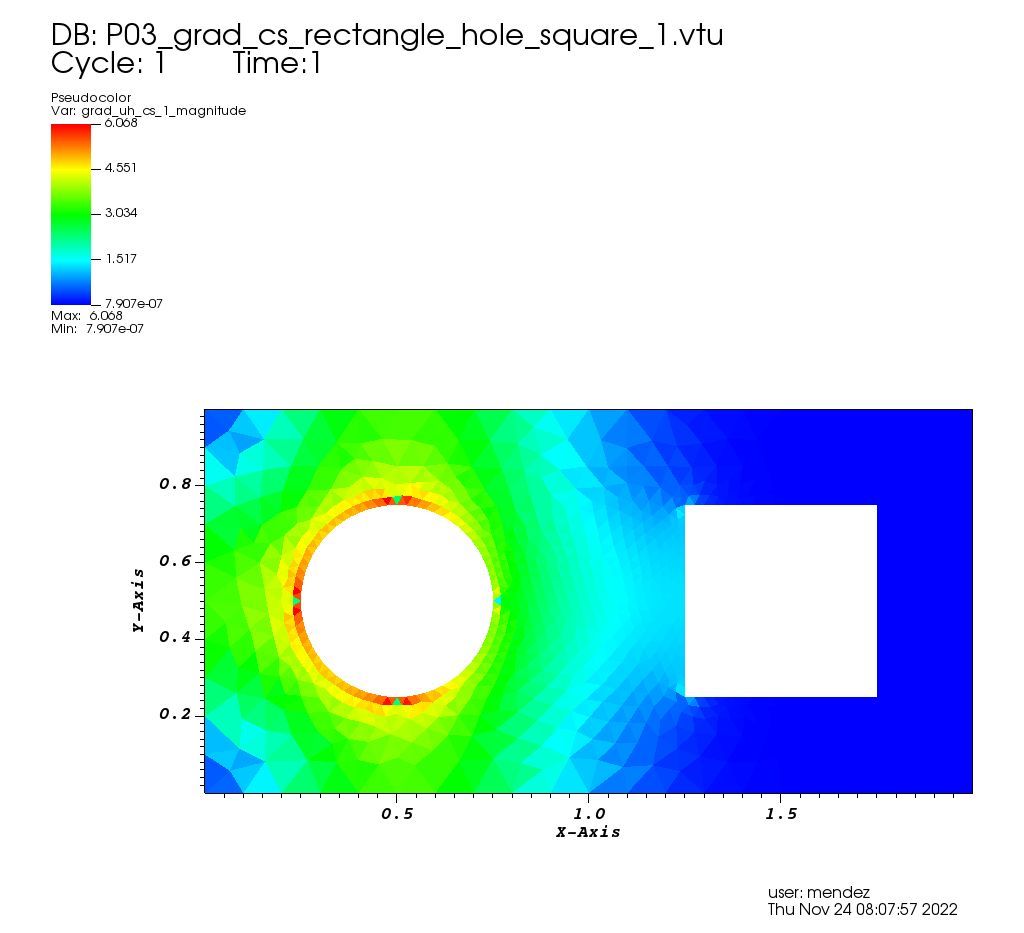 DB: P03_grad_cs_rectangle_hole_square_1.vtu
Cycle: 1 Time:1
Pseudocolor
Var: grad_uh_cs_1_magnitude
6.068
4.551
3.034
1.517
7.907e-07
Max: 6.068
Min: 7.907e-07
0.8
0.6
0.4
0.2
Y-Axis
0.5 1.0 1.5
X-Axis
user: mendez
Thu Nov 24 08:07:57 2022